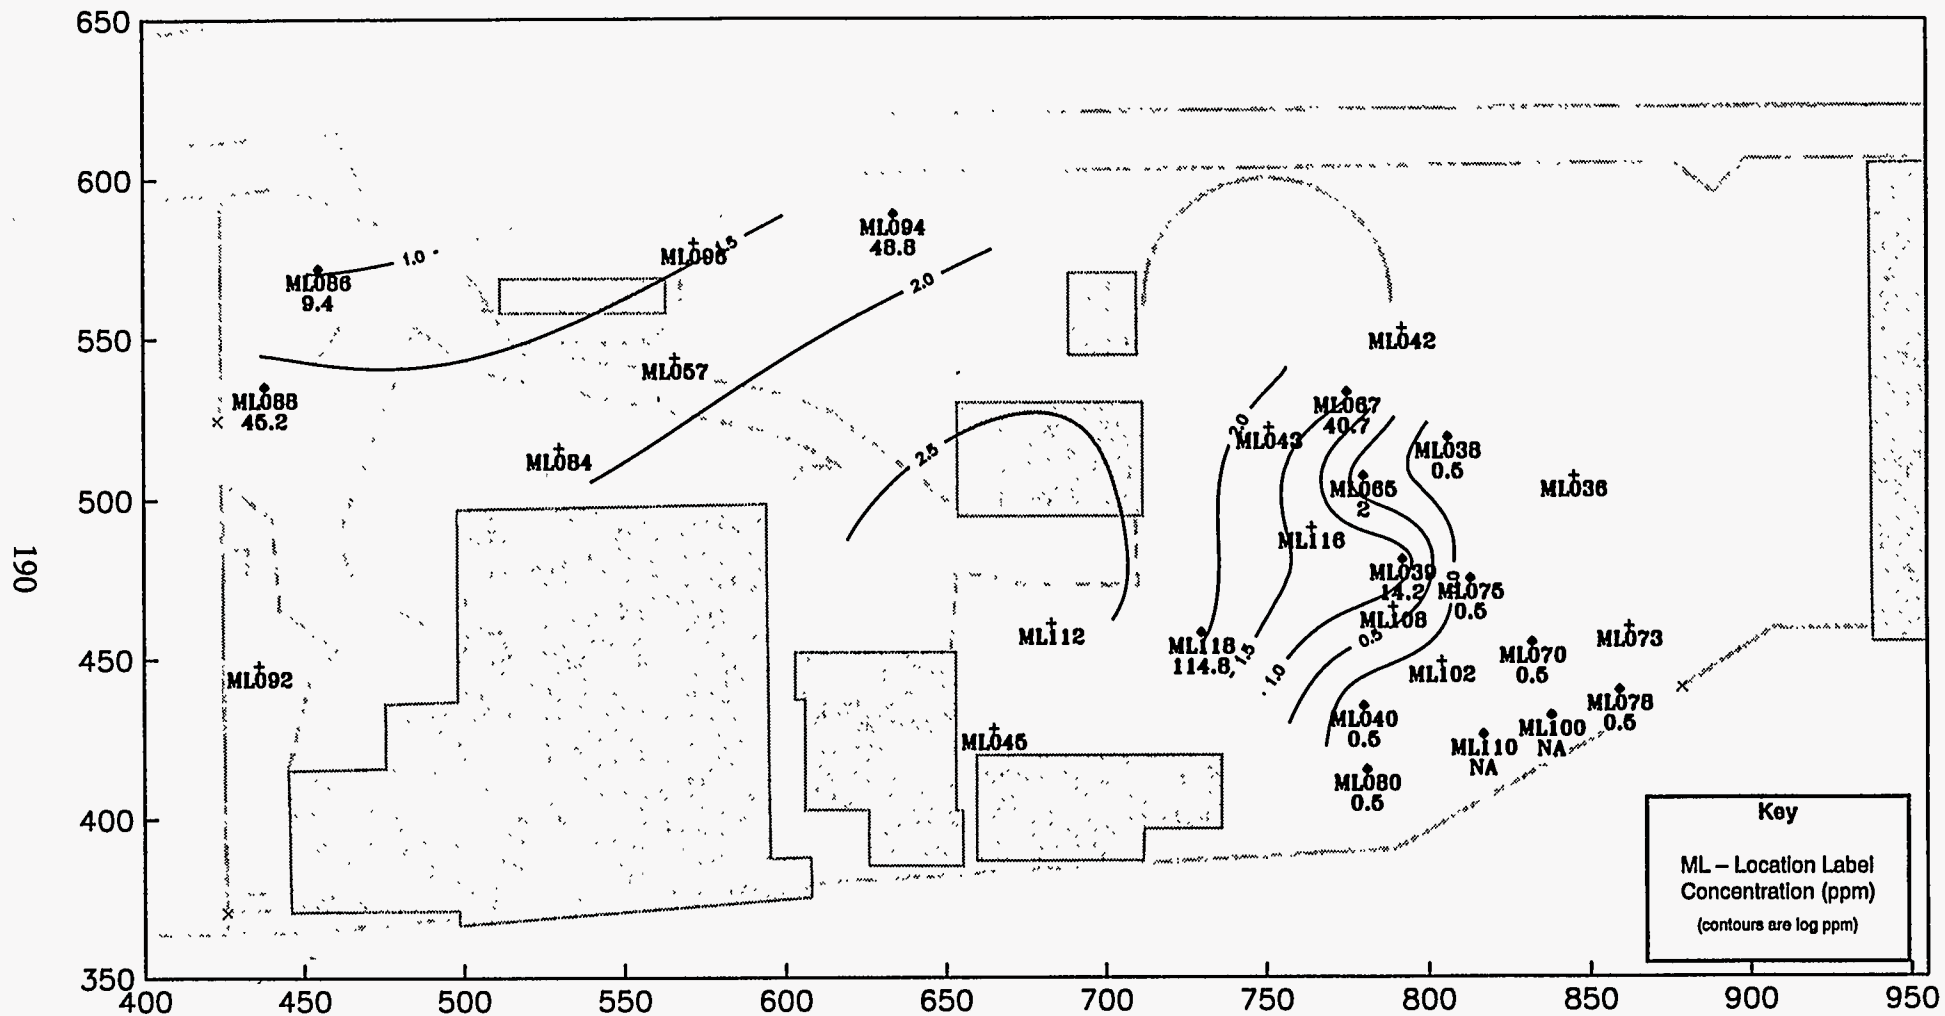 650
600
550
500
450
400
350
400
450
500
550
600
650
700
750
800
850
900
950
190
ML086
9.4
1.0
ML096
1.5
ML094
48.8
2.0
ML088
45.2
ML057
ML084
2.5
ML042
ML067
40.7
2.0
ML043
ML038
0.5
ML065
2
ML036
ML116
ML039
14.2
ML075
0.5
ML108
0.5
ML092
ML112
ML118
114.8
1.5
1.0
ML102
ML070
0.5
ML073
ML078
0.5
ML040
0.5
ML100
NA
ML110
NA
ML045
ML080
0.5
Key
ML – Location Label
Concentration (ppm)
(contours are log ppm)